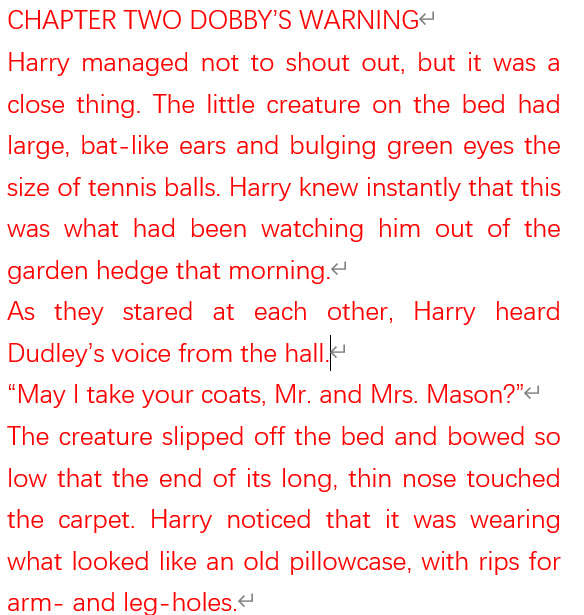 CHAPTER TWO DOBBY’S WARNING
Harry managed not to shout out, but it was a
close thing. The little creature on the bed had
large, bat-like ears and bulging green eyes the
size of tennis balls. Harry knew instantly that this
was what had been watching him out of the
garden hedge that morning.
As they stared at each other, Harry heard
Dudley’s voice from the hall.
“May I take your coats, Mr. and Mrs. Mason?”
The creature slipped off the bed and bowed so
low that the end of its long, thin nose touched
the carpet. Harry noticed that it was wearing
what looked like an old pillowcase, with rips for
arm- and leg-holes.